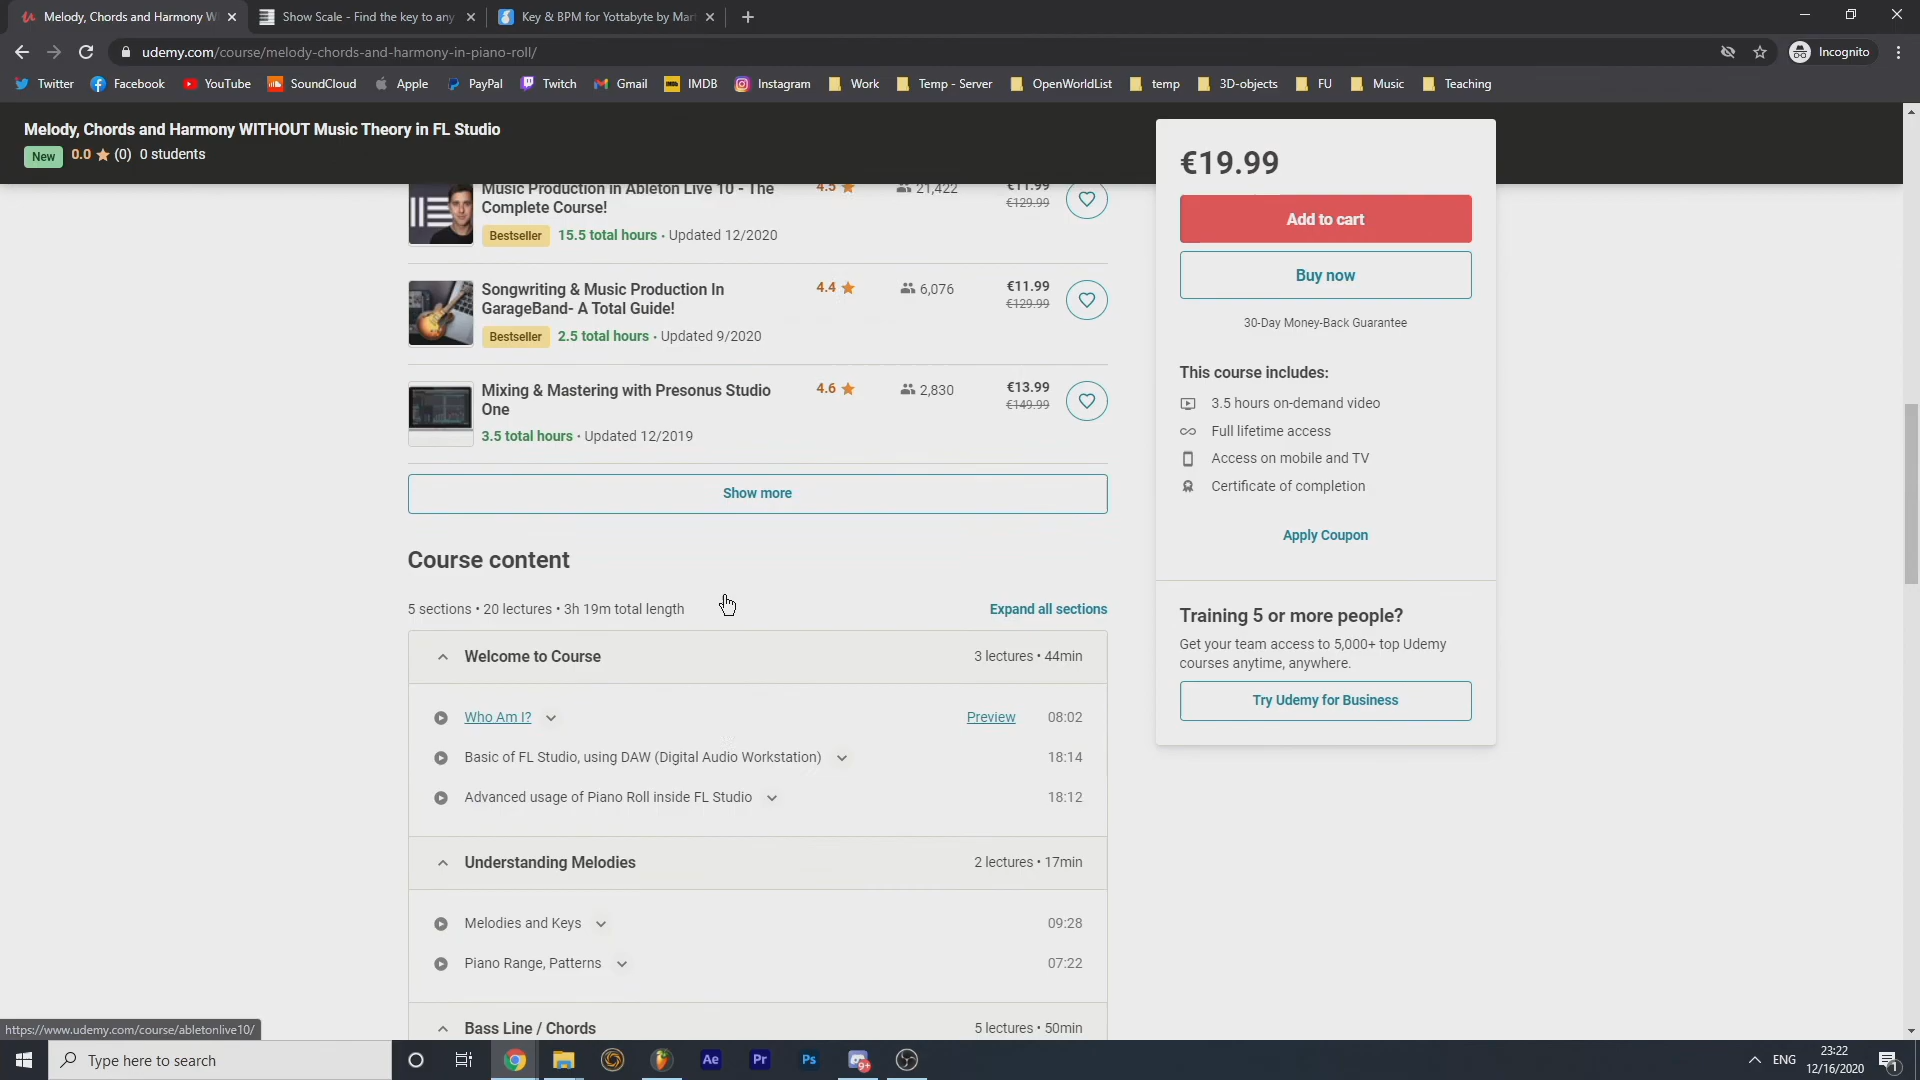 Melody, Chords and Harmony W
Show Scale - Find the key to any
Key & BPM for Yottabyte by Mar
udemy.com/course/melody-chords-and-harmony-in-piano-roll/
Incognito
Twitter Facebook YouTube SoundCloud Apple PayPal Twitch Gmail IMDB Instagram Work Temp - Server OpenWorldList temp 3D-objects FU Music Teaching
Melody, Chords and Harmony WITHOUT Music Theory in FL Studio
New 0.0 (0) 0 students
Music Production in Ableton Live 10 - The
Complete Course!
4.5 21,422 €11.99
€129.99
Bestseller 15.5 total hours · Updated 12/2020
Songwriting & Music Production In
GarageBand- A Total Guide!
4.4 6,076 €11.99
€129.99
Bestseller 2.5 total hours · Updated 9/2020
Mixing & Mastering with Presonus Studio
One
4.6 2,830 €13.99
€149.99
3.5 total hours · Updated 12/2019
Show more
Course content
5 sections • 20 lectures • 3h 19m total length
Expand all sections
Welcome to Course 3 lectures • 44min
Who Am I? Preview 08:02
Basic of FL Studio, using DAW (Digital Audio Workstation) 18:14
Advanced usage of Piano Roll inside FL Studio 18:12
Understanding Melodies 2 lectures • 17min
Melodies and Keys 09:28
Piano Range, Patterns 07:22
Bass Line / Chords 5 lectures • 50min
€19.99
Add to cart
Buy now
30-Day Money-Back Guarantee
This course includes:
3.5 hours on-demand video
Full lifetime access
Access on mobile and TV
Certificate of completion
Apply Coupon
Training 5 or more people?
Get your team access to 5,000+ top Udemy
courses anytime, anywhere.
Try Udemy for Business
https://www.udemy.com/course/abletonlive10/
Type here to search
Ae Pr Ps
9+
ENG
23:22
12/16/2020
1